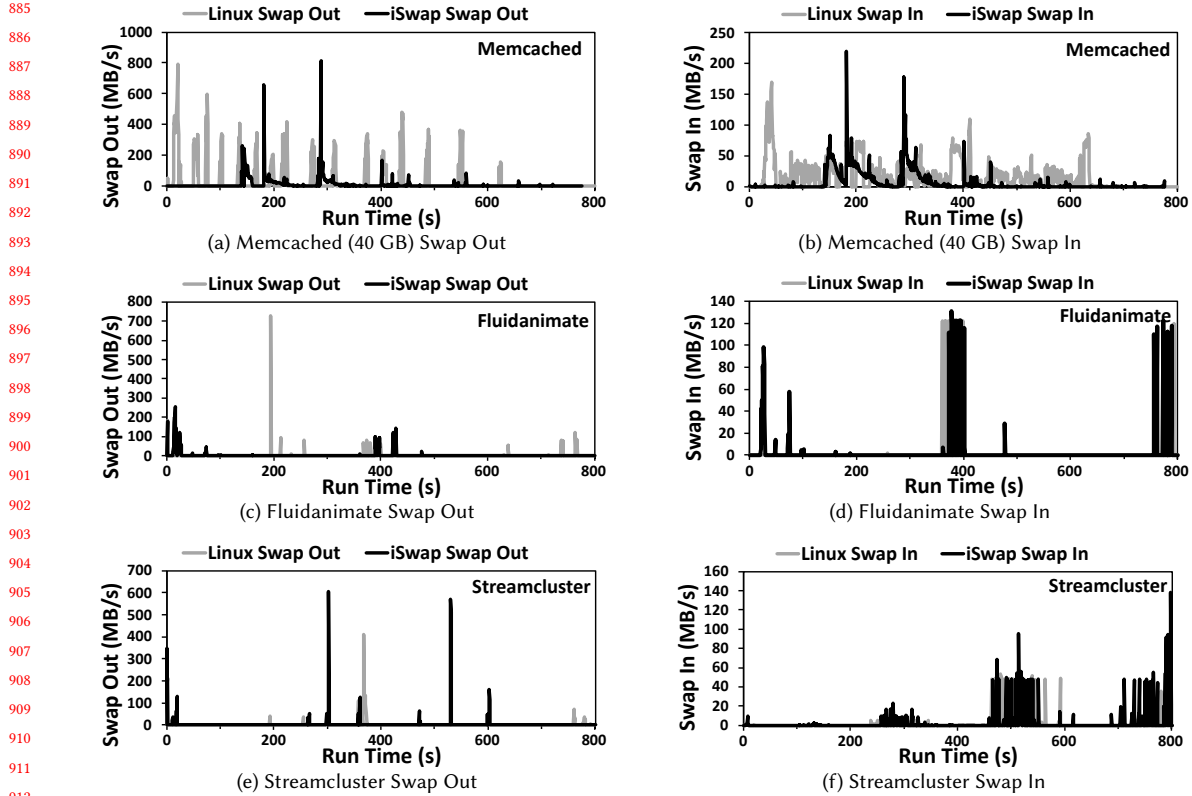 885
886
887
888
889
890
891
892
893
894
895
896
897
898
899
900
901
902
903
904
905
906
907
908
909
910
911
912
Linux Swap Out iSwap Swap Out
Memcached
Swap Out (MB/s)
1000
800
600
400
200
0
0 200 400 600 800
Run Time (s)
(a) Memcached (40 GB) Swap Out
Linux Swap In iSwap Swap In
Memcached
Swap In (MB/s)
250
200
150
100
50
0
0 200 400 600 800
Run Time (s)
(b) Memcached (40 GB) Swap In
Linux Swap Out iSwap Swap Out
Fluidanimate
Swap Out (MB/s)
800
700
600
500
400
300
200
100
0
0 200 400 600 800
Run Time (s)
(c) Fluidanimate Swap Out
Linux Swap In iSwap Swap In
Fluidanimate
Swap In (MB/s)
140
120
100
80
60
40
20
0
0 200 400 600 800
Run Time (s)
(d) Fluidanimate Swap In
Linux Swap Out iSwap Swap Out
Streamcluster
Swap Out (MB/s)
700
600
500
400
300
200
100
0
0 200 400 600 800
Run Time (s)
(e) Streamcluster Swap Out
Linux Swap In iSwap Swap In
Streamcluster
Swap In (MB/s)
160
140
120
100
80
60
40
20
0
0 200 400 600 800
Run Time (s)
(f) Streamcluster Swap In